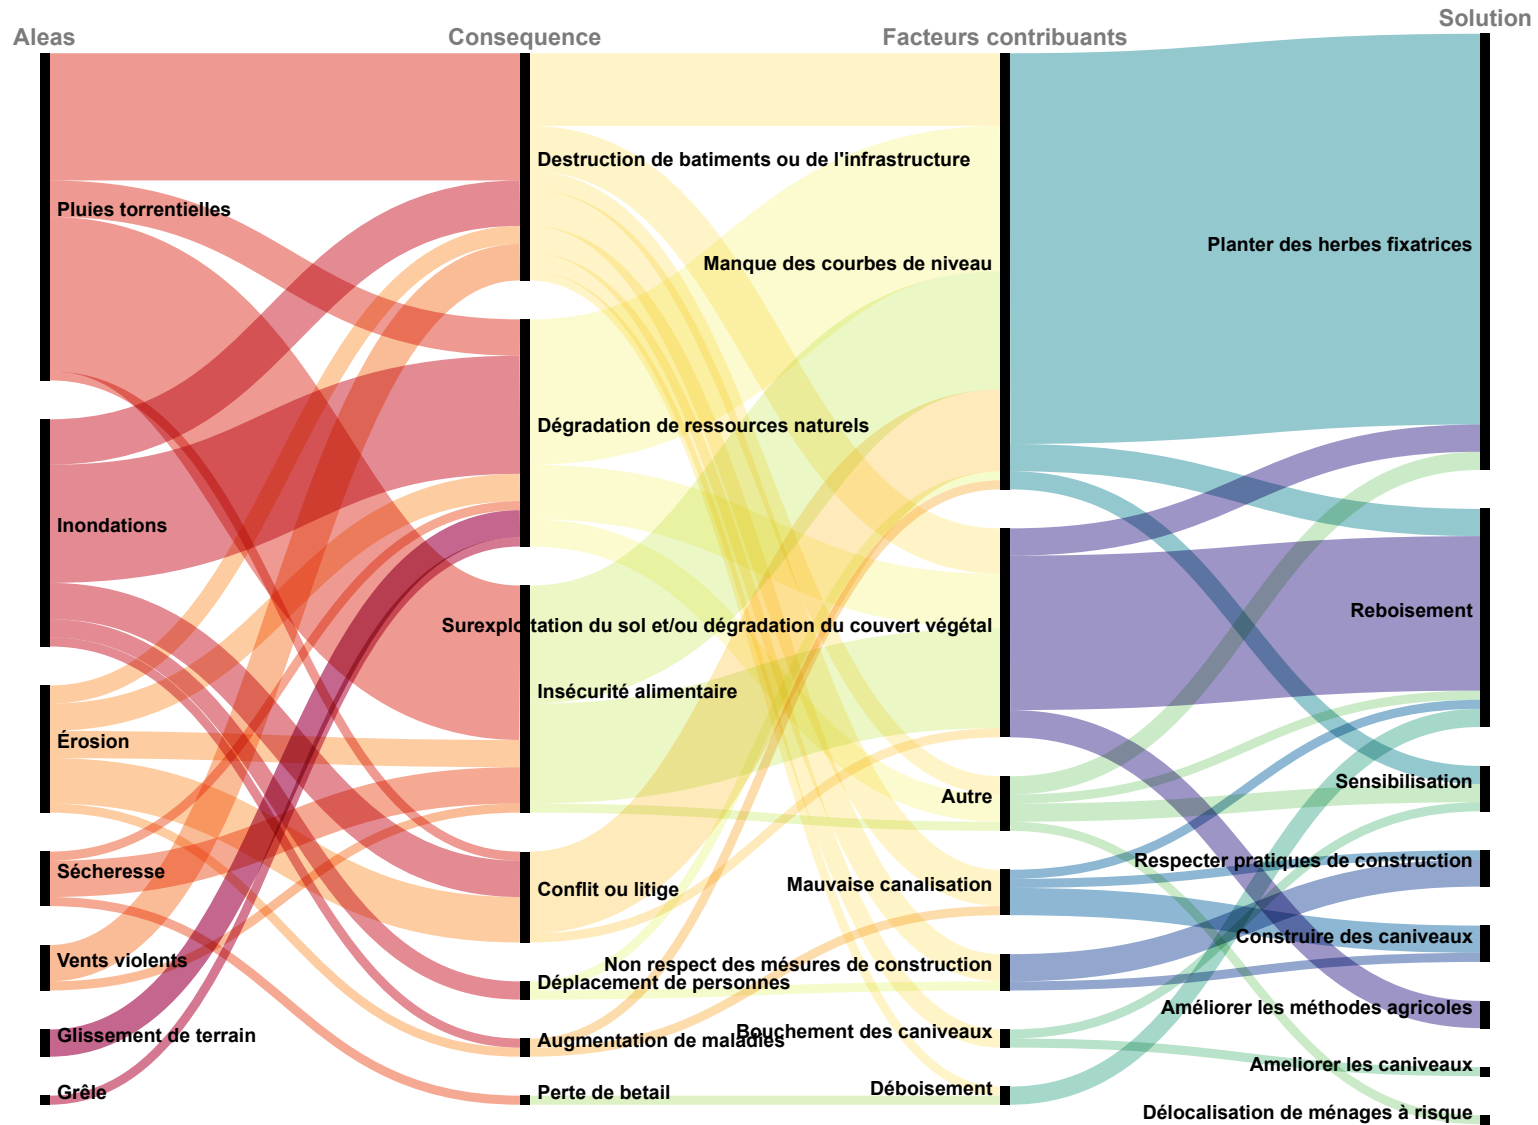 Aleas
Consequence
Facteurs contribuants
Solution
Pluies torrentielles
Inondations
Érosion
Sécheresse
Vents violents
Glissement de terrain
Grêle
Destruction de batiments ou de l'infrastructure
Dégradation de ressources naturels
Insécurité alimentaire
Conflit ou litige
Déplacement de personnes
Augmentation de maladies
Perte de betail
Manque des courbes de niveau
Surexploitation du sol et/ou dégradation du couvert végétal
Autre
Mauvaise canalisation
Non respect des mésures de construction
Bouchement des caniveaux
Déboisement
Planter des herbes fixatrices
Reboisement
Sensibilisation
Respecter pratiques de construction
Construire des caniveaux
Améliorer les méthodes agricoles
Ameliorer les caniveaux
Délocalisation de ménages à risque